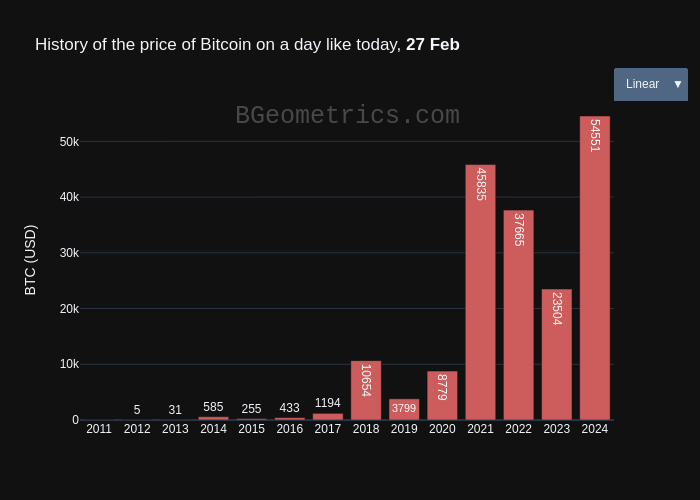 History of the price of Bitcoin on a day like today, 27 Feb
Linear ▼
BGeometrics.com
BTC (USD)
50k
40k
30k
20k
10k
0
5
31
585
255
433
1194
10654
3799
8779
45835
37665
23504
54551
2011 2012 2013 2014 2015 2016 2017 2018 2019 2020 2021 2022 2023 2024